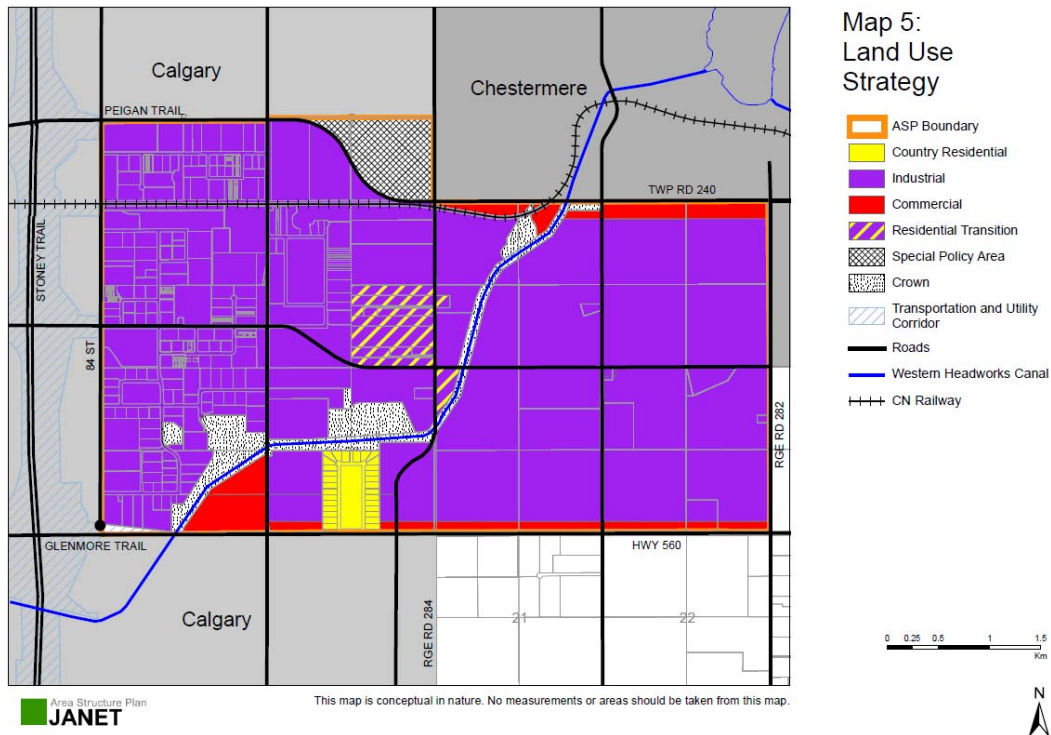 Map 5:
Land Use
Strategy
Calgary
Chestermere
PEIGAN TRAIL
TWP RD 240
STONEY TRAIL
84 ST
RGE RD 282
GLENMORE TRAIL
HWY 560
Calgary
RGE RD 284
21
22
ASP Boundary
Country Residential
Industrial
Commercial
Residential Transition
Special Policy Area
Crown
Transportation and Utility
Corridor
Roads
Western Headworks Canal
CN Railway
0 0.25 0.5 1 1.5
Km
N
Area Structure Plan
JANET
This map is conceptual in nature. No measurements or areas should be taken from this map.